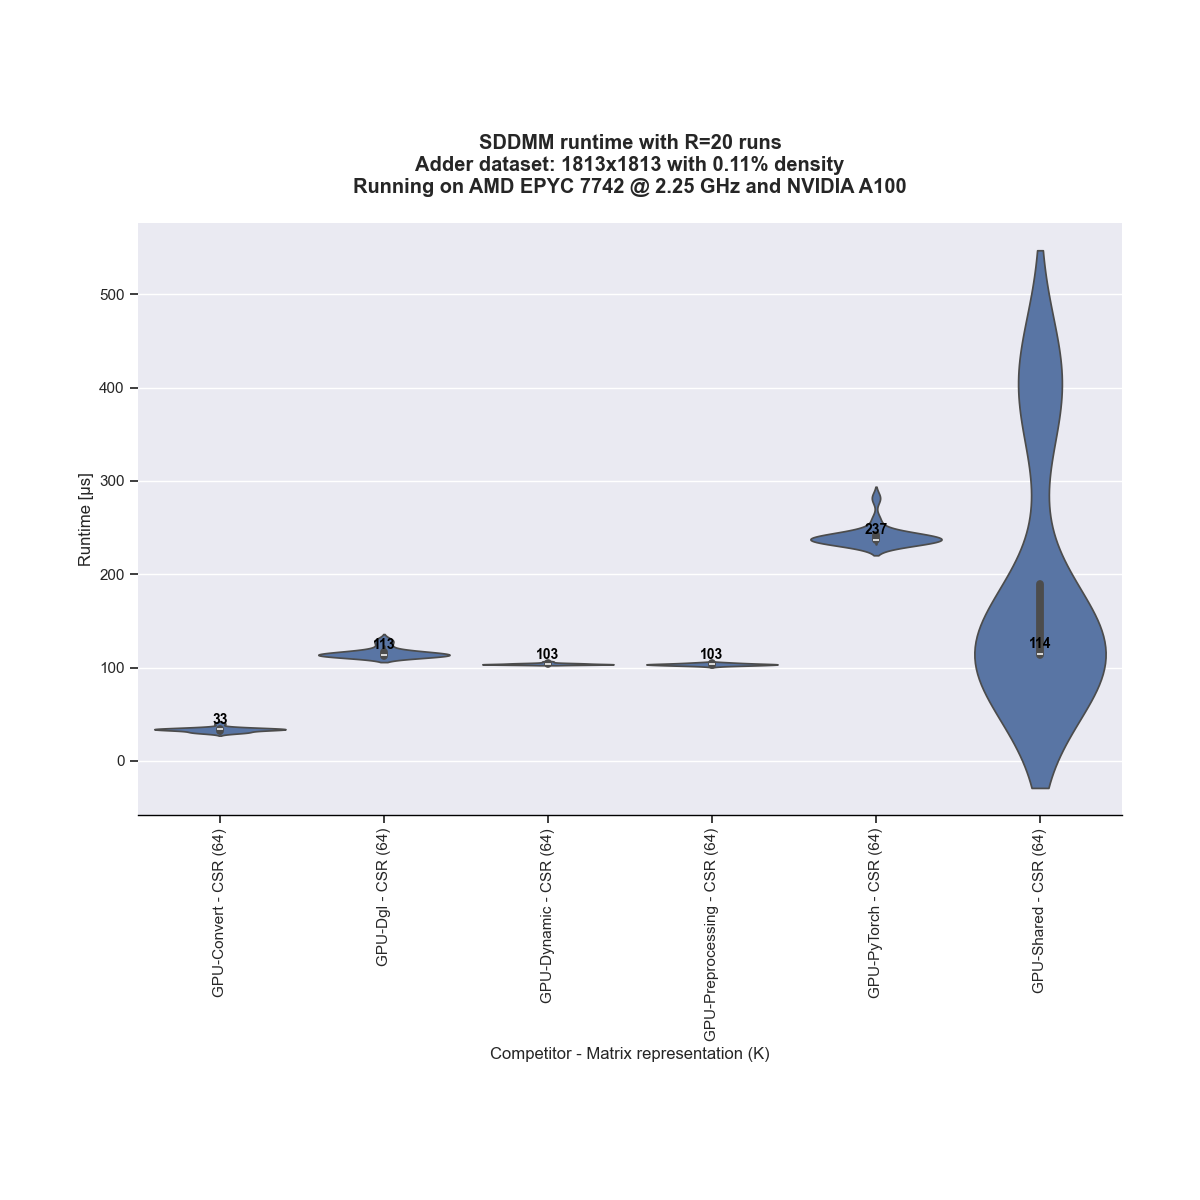 SDDMM runtime with R=20 runs
Adder dataset: 1813x1813 with 0.11% density
Running on AMD EPYC 7742 @ 2.25 GHz and NVIDIA A100
Runtime [μs]
500
400
300
200
100
0
33
113
103
103
237
114
GPU-Convert - CSR (64)
GPU-Dgl - CSR (64)
GPU-Dynamic - CSR (64)
GPU-Preprocessing - CSR (64)
GPU-PyTorch - CSR (64)
GPU-Shared - CSR (64)
Competitor - Matrix representation (K)